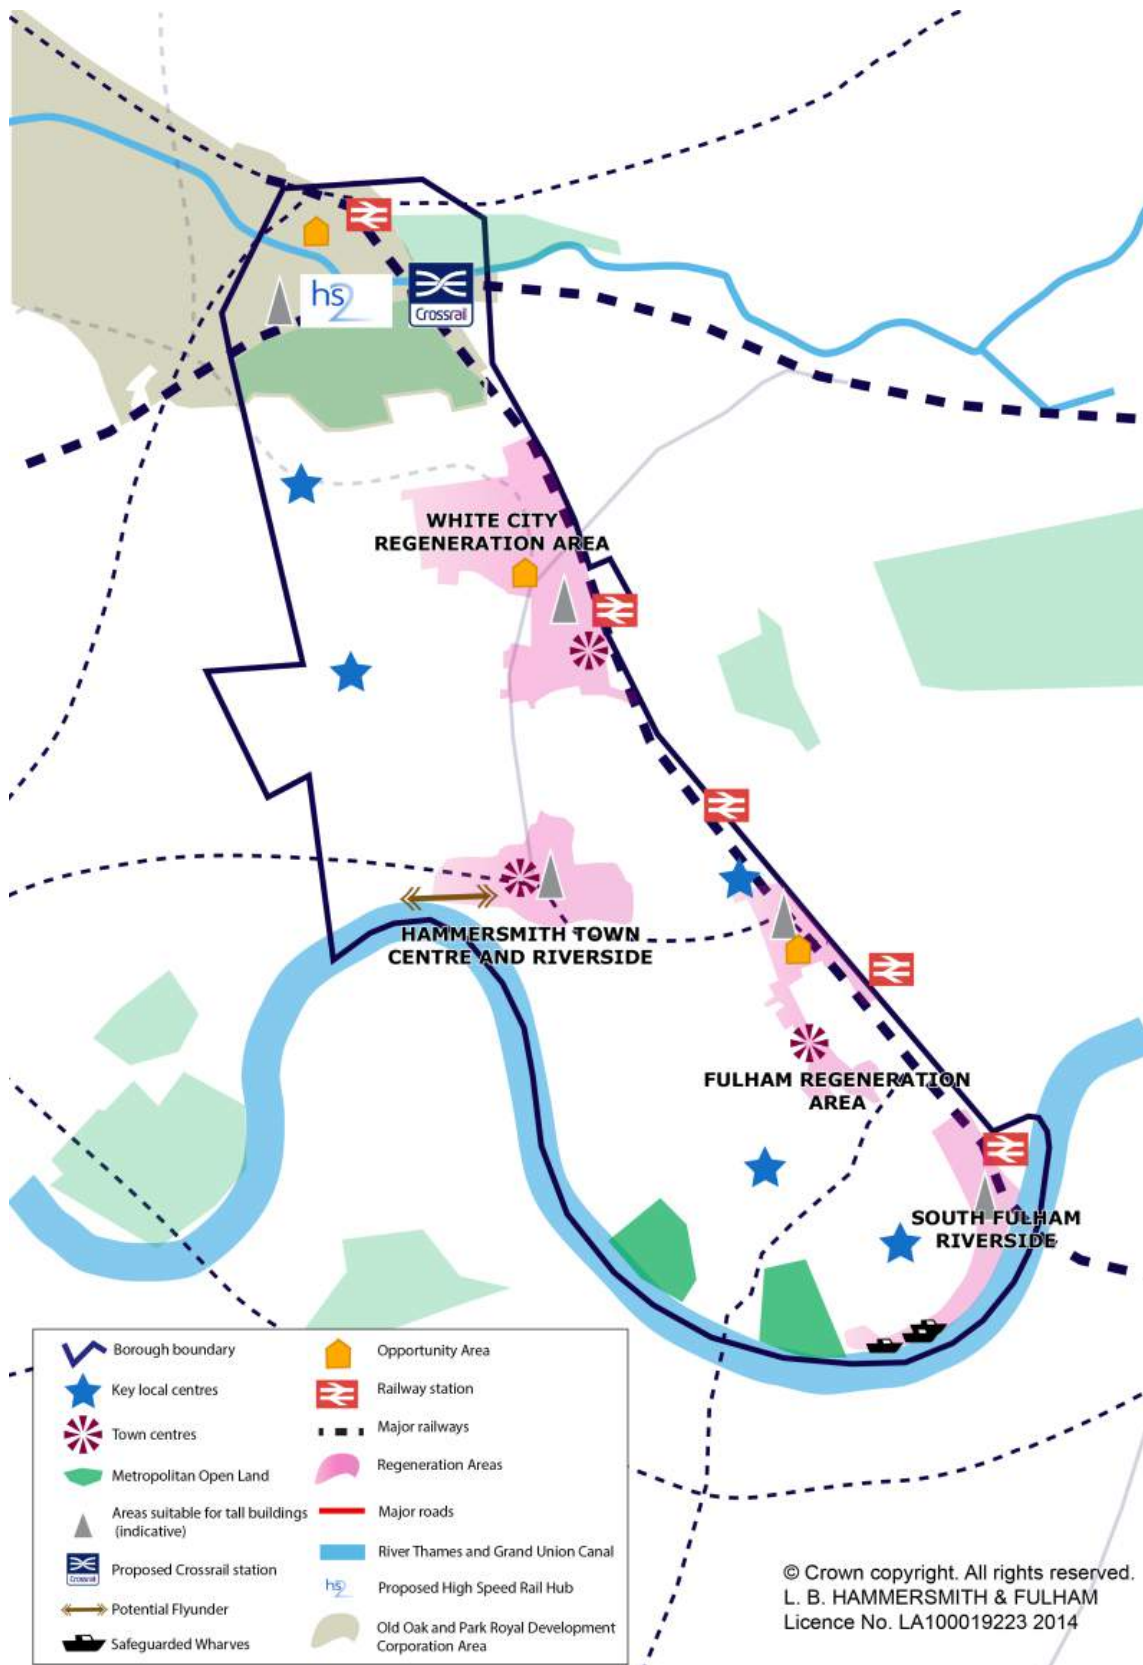 hs2
Crossrail
WHITE CITY
REGENERATION AREA
HAMMERSMITH TOWN
CENTRE AND RIVERSIDE
FULHAM REGENERATION
AREA
SOUTH FULHAM
RIVERSIDE
Borough boundary
Key local centres
Town centres
Metropolitan Open Land
Areas suitable for tall buildings
(indicative)
Crossrail
Proposed Crossrail station
Potential Flyunder
Safeguarded Wharves
Opportunity Area
Railway station
Major railways
Regeneration Areas
Major roads
River Thames and Grand Union Canal
hs2
Proposed High Speed Rail Hub
Old Oak and Park Royal Development
Corporation Area
© Crown copyright. All rights reserved.
L. B. HAMMERSMITH & FULHAM
Licence No. LA100019223 2014